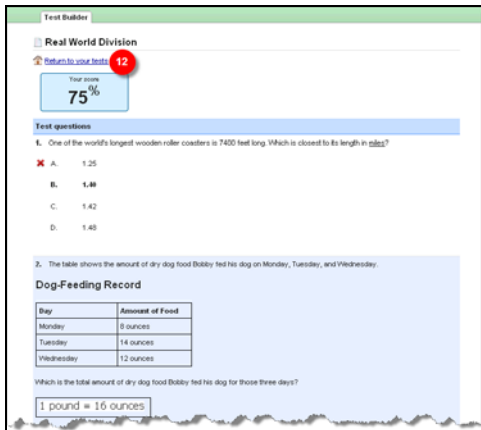 Test Builder
Real World Division
Return to your tests 12
Your score
75%
Test questions
1. One of the world's longest wooden roller coasters is 7400 feet long. Which is closest to its length in miles?
A. 1.25
B. 1.40
C. 1.42
D. 1.48
2. The table shows the amount of dry dog food Bobby fed his dog on Monday, Tuesday, and Wednesday.
Dog-Feeding Record
Day Amount of Food
Monday 8 ounces
Tuesday 14 ounces
Wednesday 12 ounces
Which is the total amount of dry dog food Bobby fed his dog for those three days?
1 pound = 16 ounces